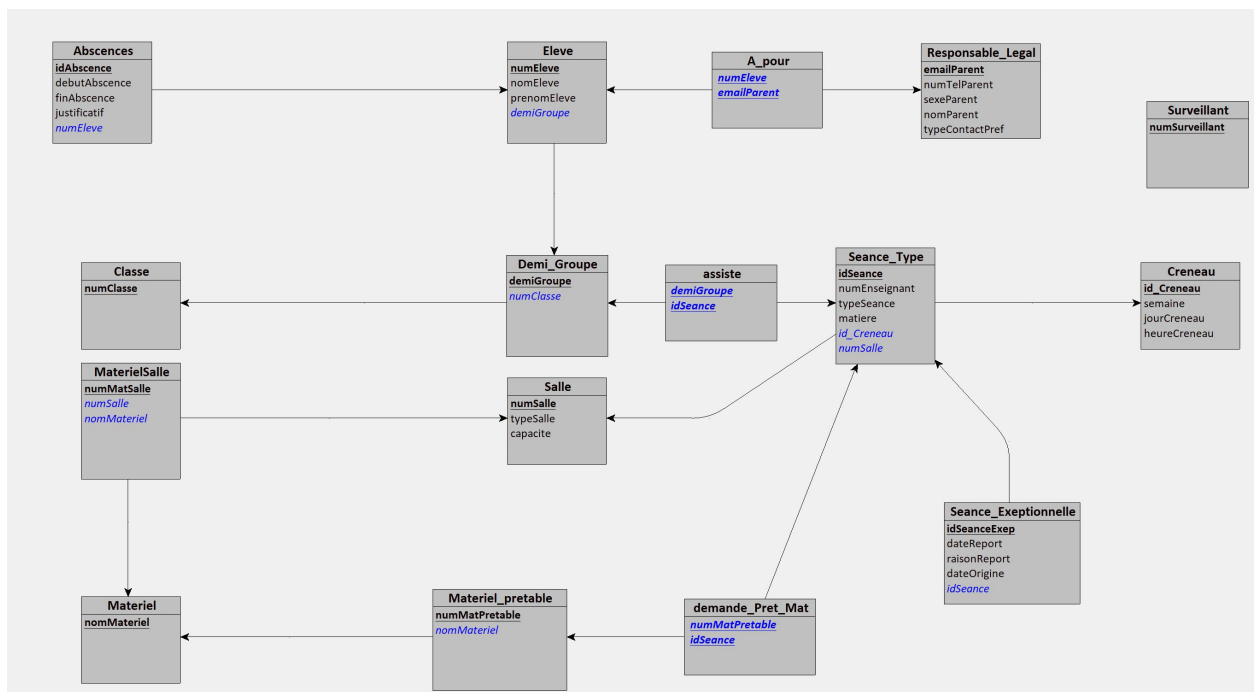 Abscences
idAbscence
debutAbscence
finAbscence
justificatif
numEleve
Eleve
numEleve
nomEleve
prenomEleve
demiGroupe
A_pour
numEleve
emailParent
Responsable_Legal
emailParent
numTelParent
sexeParent
nomParent
typeContactPref
Surveillant
numSurveillant
Classe
numClasse
Demi_Groupe
demiGroupe
numClasse
assiste
demiGroupe
idSeance
Seance_Type
idSeance
numEnseignant
typeSeance
matiere
id_Creneau
numSalle
Creneau
id_Creneau
semaine
jourCreneau
heureCreneau
MaterielSalle
numMatSalle
numSalle
nomMateriel
Salle
numSalle
typeSalle
capacite
Seance_Exeptionnelle
idSeanceExep
dateReport
raisonReport
dateOrigine
idSeance
Materiel
nomMateriel
Materiel_pretable
numMatPretable
nomMateriel
demande_Pret_Mat
numMatPretable
idSeance